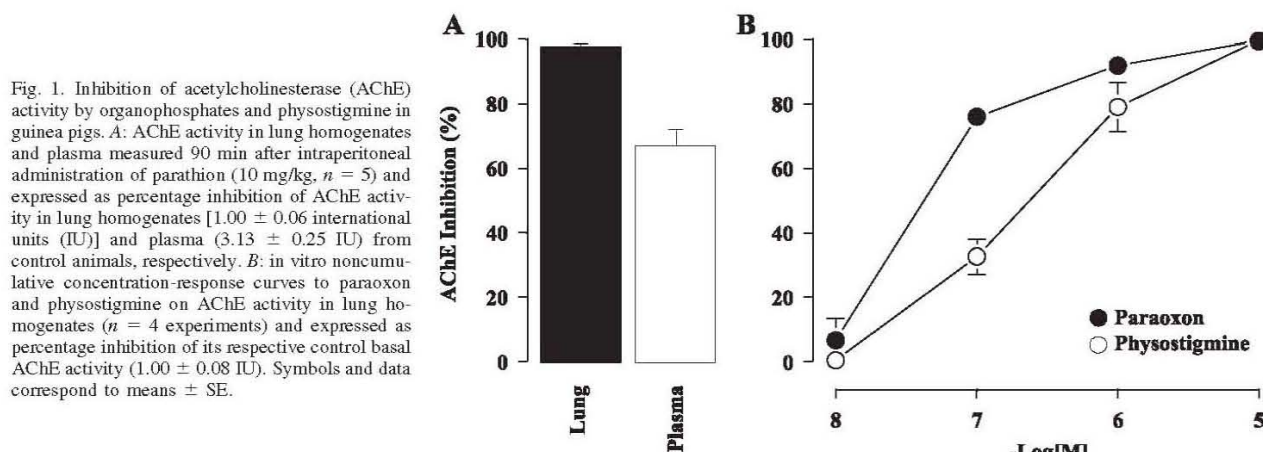 Fig. 1. Inhibition of acetylcholinesterase (AChE)
activity by organophosphates and physostigmine in
guinea pigs. A: AChE activity in lung homogenates
and plasma measured 90 min after intraperitoneal
administration of parathion (10 mg/kg, n = 5) and
expressed as percentage inhibition of AChE activ-
ity in lung homogenates [1.00 ± 0.06 international
units (IU)] and plasma (3.13 ± 0.25 IU) from
control animals, respectively. B: in vitro noncumu-
lative concentration-response curves to paraoxon
and physostigmine on AChE activity in lung ho-
mogenates (n = 4 experiments) and expressed as
percentage inhibition of its respective control basal
AChE activity (1.00 ± 0.08 IU). Symbols and data
correspond to means ± SE.
A
AChE Inhibition (%)
100
80
60
40
20
0
Lung
Plasma
B
100
80
60
40
20
0
Paraoxon
Physostigmine
8 7 6 5
-Log[M]